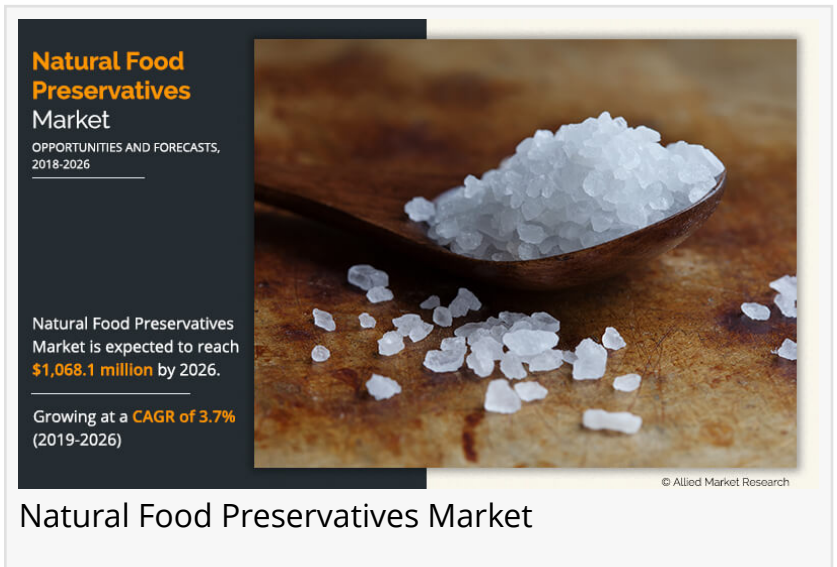 Natural Food
Preservatives
Market
OPPORTUNITIES AND FORECASTS,
2018-2026
Natural Food Preservatives
Market is expected to reach
$1,068.1 million by 2026.
Growing at a CAGR of 3.7%
(2019-2026)
© Allied Market Research
Natural Food Preservatives Market